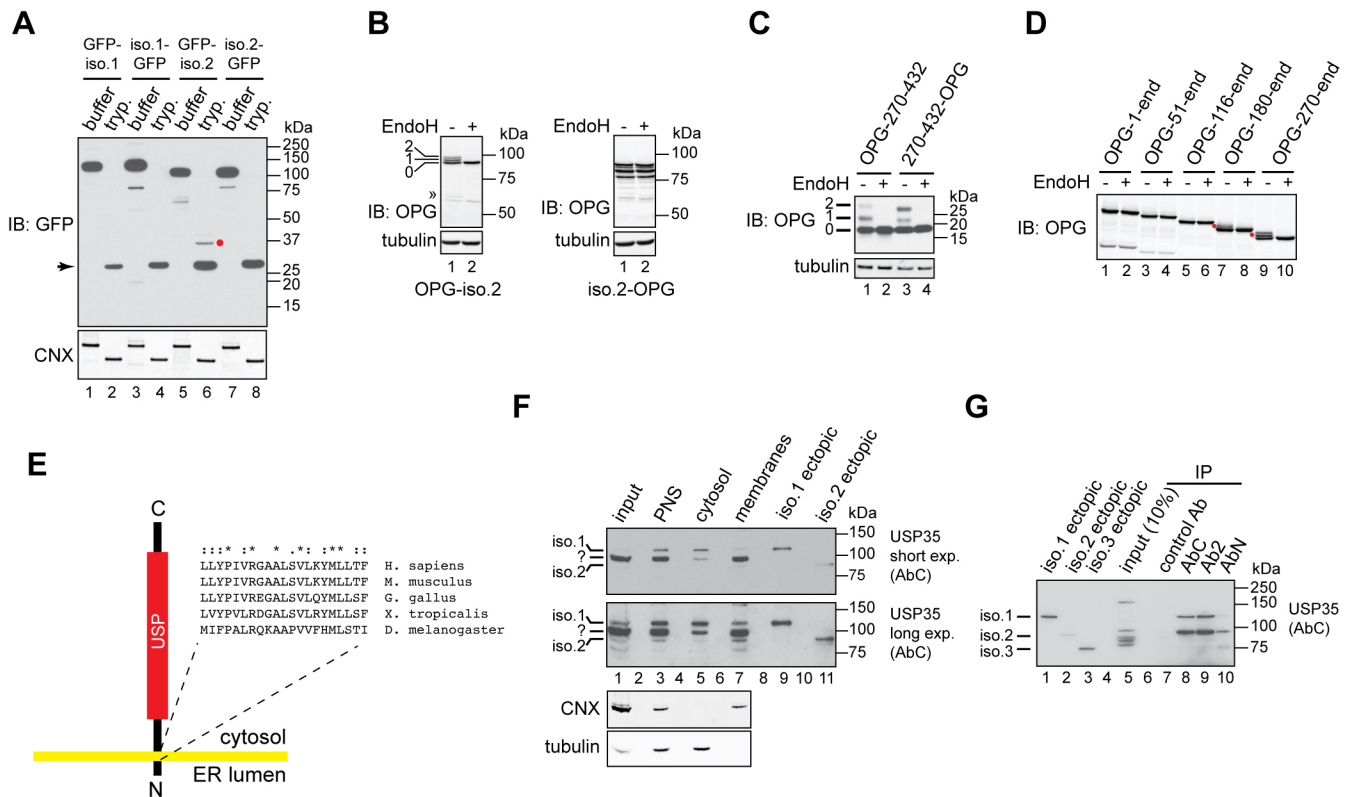 A
GFP-iso.1
iso.1-GFP
GFP-iso.2
iso.2-GFP
buffer tryp. buffer tryp. buffer tryp. buffer tryp.
kDa
250
150
100
75
50
37
25
20
15
IB: GFP
CNX
1 2 3 4 5 6 7 8
B
EndoH - +
kDa
2
1
0
100
75
50
»
IB: OPG
tubulin
1 2
OPG-iso.2
EndoH - +
kDa
100
75
50
IB: OPG
tubulin
1 2
iso.2-OPG
C
OPG-270-432
270-432-OPG
EndoH - + - +
kDa
2
1
0
25
20
15
IB: OPG
tubulin
1 2 3 4
D
OPG-1-end
OPG-51-end
OPG-116-end
OPG-180-end
OPG-270-end
EndoH - + - + - + - + - +
IB: OPG
1 2 3 4 5 6 7 8 9 10
E
C
USP
N
cytosol
ER lumen
:::* :* * .*: :** ::
LLYPIVRGAALSVLKYMLLTF H. sapiens
LLYPIVRGAALSVLKYMLLTF M. musculus
LLYPIVREGALSVLQYMLLSF G. gallus
LVYPVLRDGALSVLRYMLLSF X. tropicalis
MIFPALRQKAAPVVFHMLSTI D. melanogaster
F
input
PNS
cytosol
membranes
iso.1 ectopic
iso.2 ectopic
kDa
iso.1
?
iso.2
150
100
75
USP35
short exp.
(AbC)
iso.1
?
iso.2
150
100
75
USP35
long exp.
(AbC)
1 2 3 4 5 6 7 8 9 10 11
CNX
tubulin
G
IP
iso.1 ectopic
iso.2 ectopic
iso.3 ectopic
input (10%)
control Ab
AbC
Ab2
AbN
kDa
iso.1
iso.2
iso.3
250
150
100
75
USP35
(AbC)
1 2 3 4 5 6 7 8 9 10